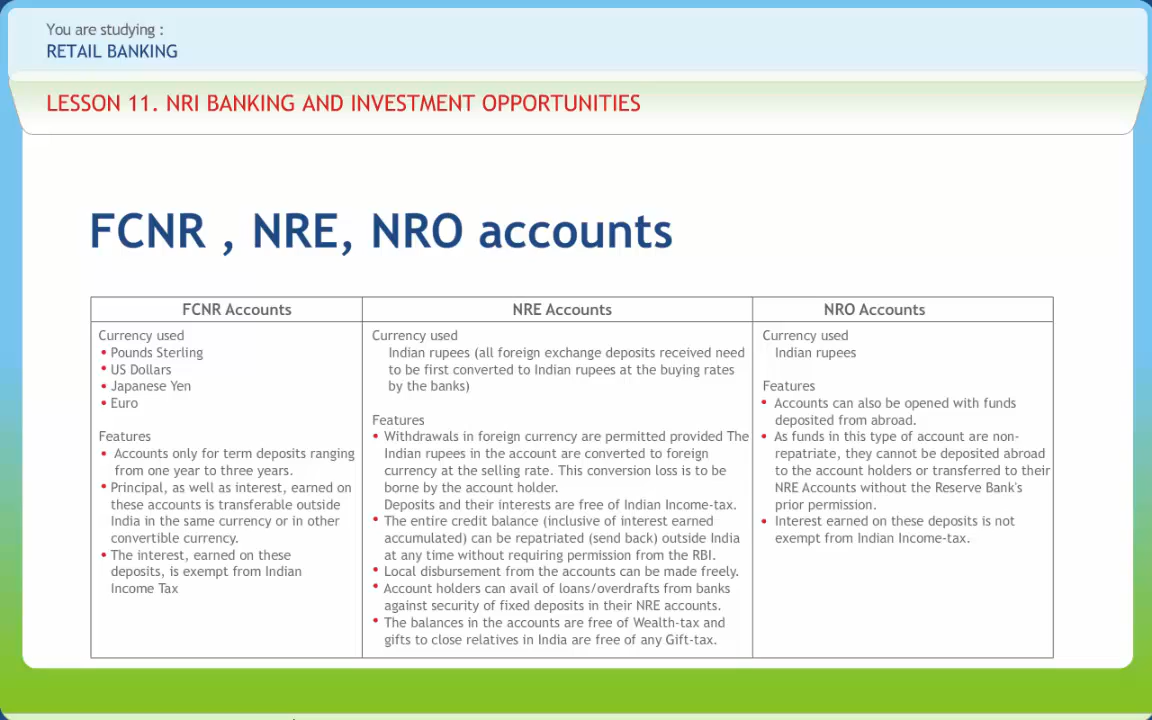 You are studying :
RETAIL BANKING
LESSON 11. NRI BANKING AND INVESTMENT OPPORTUNITIES
FCNR , NRE, NRO accounts
FCNR Accounts
Currency used
• Pounds Sterling
• US Dollars
• Japanese Yen
• Euro
Features
• Accounts only for term deposits ranging
from one year to three years.
• Principal, as well as interest, earned on
these accounts is transferable outside
India in the same currency or in other
convertible currency.
• The interest, earned on these
deposits, is exempt from Indian
Income Tax
NRE Accounts
Currency used
Indian rupees (all foreign exchange deposits received need
to be first converted to Indian rupees at the buying rates
by the banks)
Features
• Withdrawals in foreign currency are permitted provided The
Indian rupees in the account are converted to foreign
currency at the selling rate. This conversion loss is to be
borne by the account holder.
Deposits and their interests are free of Indian Income-tax.
• The entire credit balance (inclusive of interest earned
accumulated) can be repatriated (send back) outside India
at any time without requiring permission from the RBI.
• Local disbursement from the accounts can be made freely.
• Account holders can avail of loans/overdrafts from banks
against security of fixed deposits in their NRE accounts.
• The balances in the accounts are free of Wealth-tax and
gifts to close relatives in India are free of any Gift-tax.
NRO Accounts
Currency used
Indian rupees
Features
• Accounts can also be opened with funds
deposited from abroad.
• As funds in this type of account are non-
repatriate, they cannot be deposited abroad
to the account holders or transferred to their
NRE Accounts without the Reserve Bank's
prior permission.
• Interest earned on these deposits is not
exempt from Indian Income-tax.